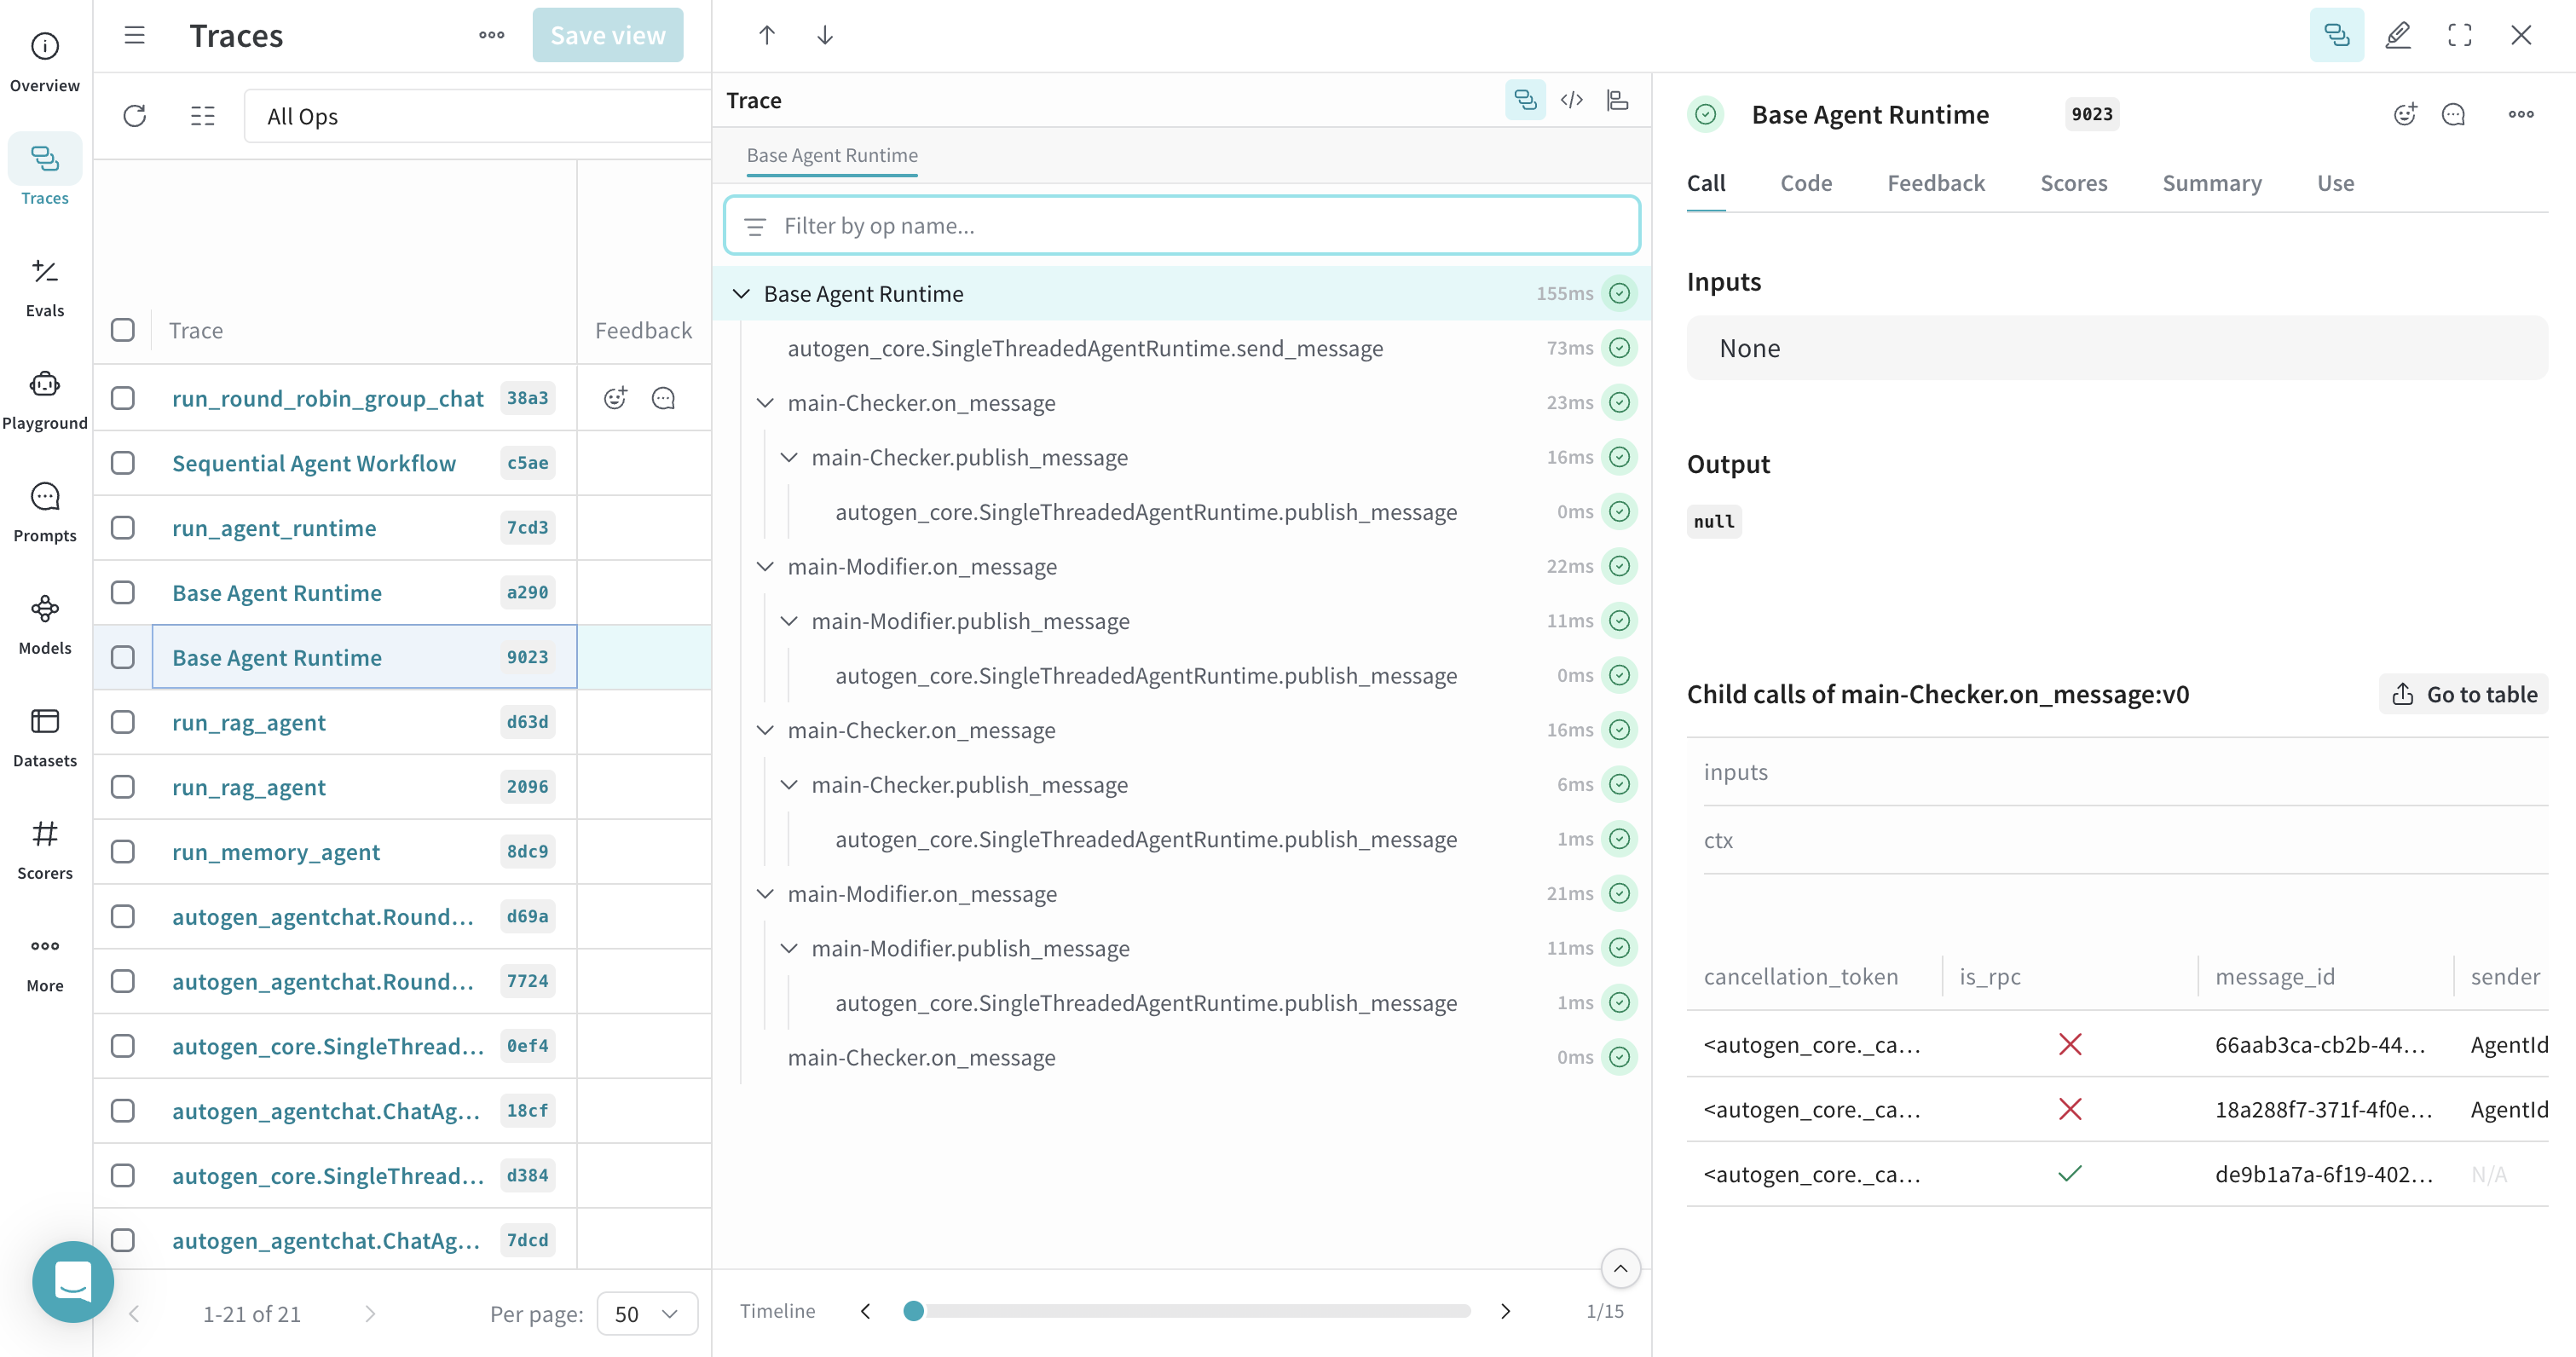 Overview
Traces
Evals
Playground
Prompts
Models
Datasets
Scorers
More
Traces
Save view
All Ops
Trace
Feedback
run_round_robin_group_chat 38a3
Sequential Agent Workflow c5ae
run_agent_runtime 7cd3
Base Agent Runtime a290
Base Agent Runtime 9023
run_rag_agent d63d
run_rag_agent 2096
run_memory_agent 8dc9
autogen_agentchat.Round... d69a
autogen_agentchat.Round... 7724
autogen_core.SingleThread... 0ef4
autogen_agentchat.ChatAg... 18cf
autogen_core.SingleThread... d384
autogen_agentchat.ChatAg... 7dcd
1-21 of 21
Per page: 50
Trace
Base Agent Runtime
Filter by op name...
Base Agent Runtime 155ms
autogen_core.SingleThreadedAgentRuntime.send_message 73ms
main-Checker.on_message 23ms
main-Checker.publish_message 16ms
autogen_core.SingleThreadedAgentRuntime.publish_message 0ms
main-Modifier.on_message 22ms
main-Modifier.publish_message 11ms
autogen_core.SingleThreadedAgentRuntime.publish_message 0ms
main-Checker.on_message 16ms
main-Checker.publish_message 6ms
autogen_core.SingleThreadedAgentRuntime.publish_message 1ms
main-Modifier.on_message 21ms
main-Modifier.publish_message 11ms
autogen_core.SingleThreadedAgentRuntime.publish_message 1ms
main-Checker.on_message 0ms
Timeline
1/15
Base Agent Runtime 9023
Call Code Feedback Scores Summary Use
Inputs
None
Output
null
Child calls of main-Checker.on_message:v0
Go to table
inputs
ctx
cancellation_token is_rpc message_id sender
<autogen_core._ca... 66aab3ca-cb2b-44... AgentId
<autogen_core._ca... 18a288f7-371f-4f0e... AgentId
<autogen_core._ca... de9b1a7a-6f19-402... N/A